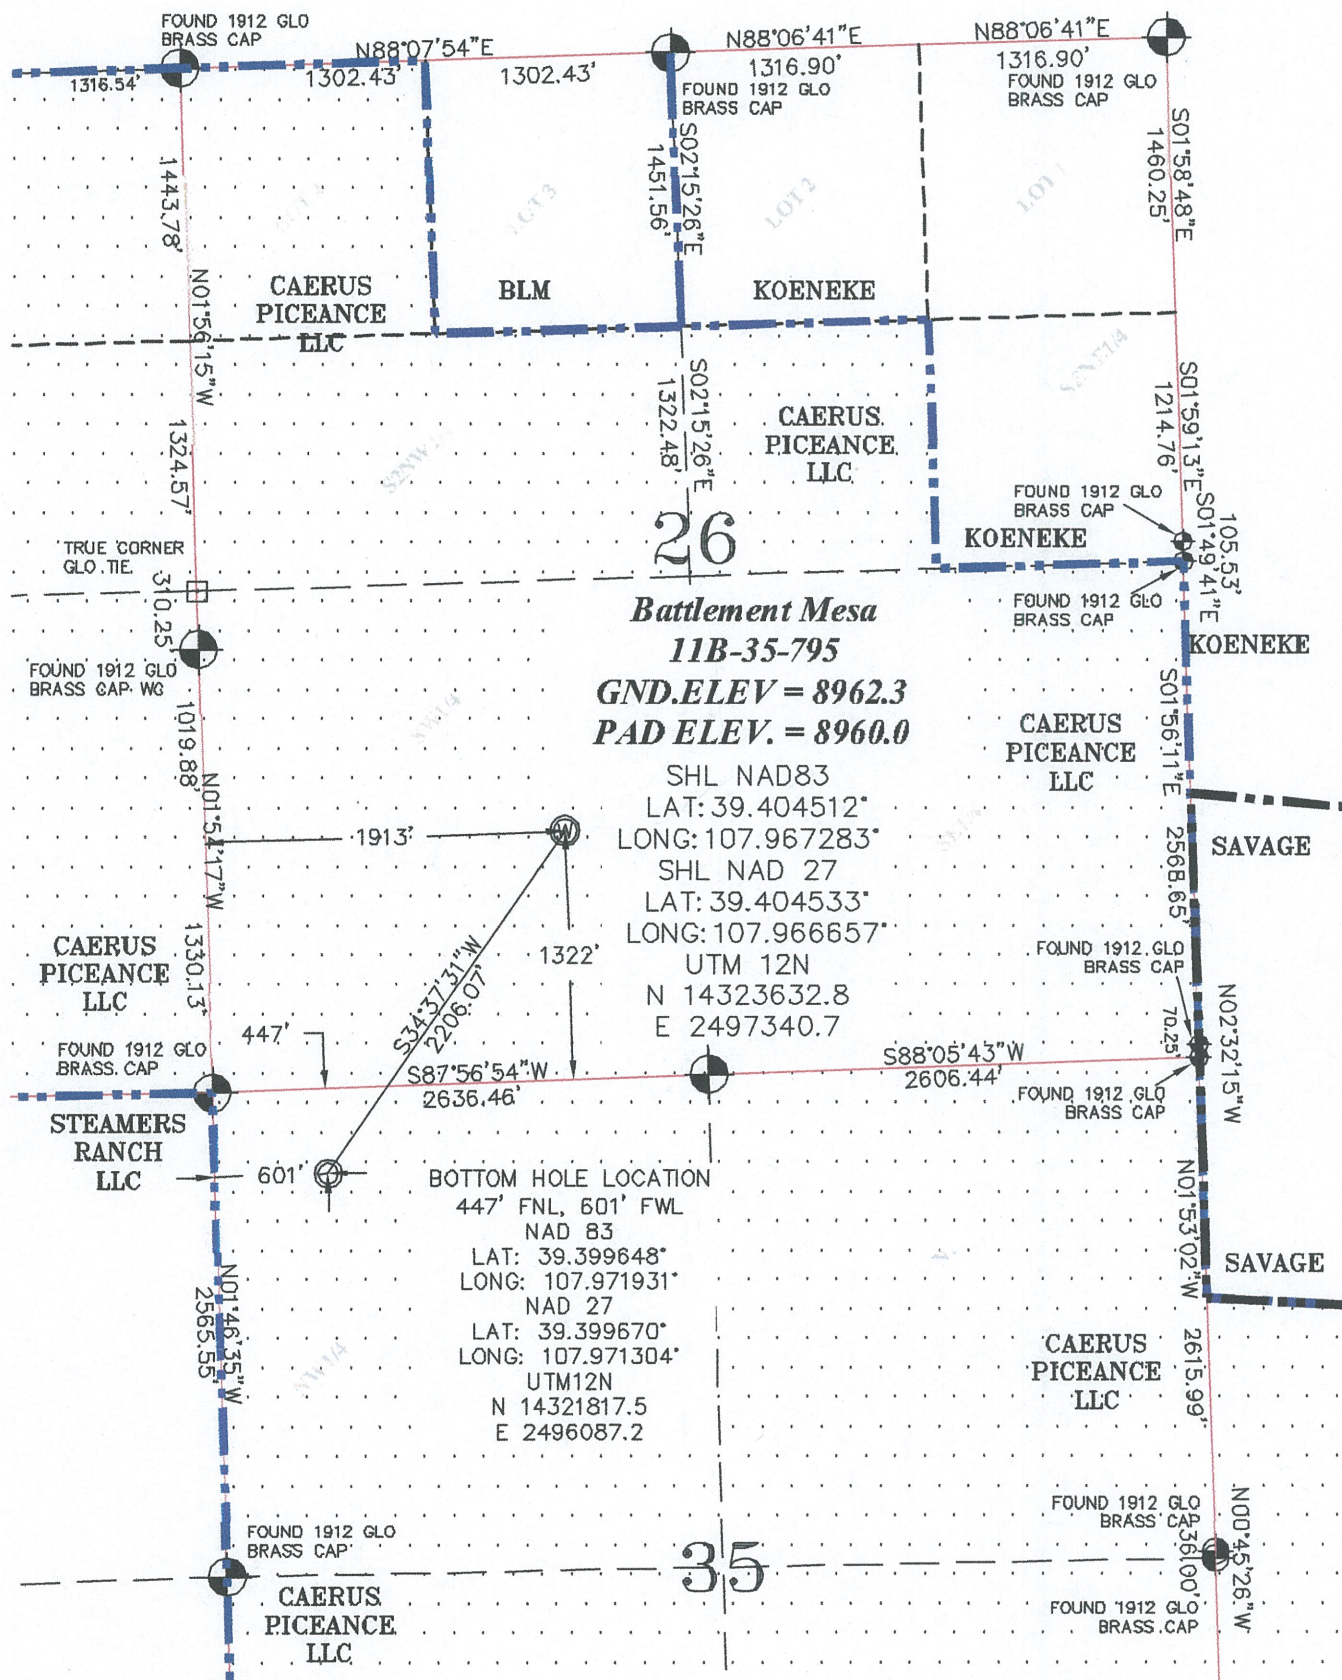 FOUND 1912 GLO
BRASS CAP
N88°07'54"E
N88°06'41"E
N88°06'41"E
1316.54'
1302.43'
1302.43'
1316.90'
1316.90'
FOUND 1912 GLO
BRASS CAP
FOUND 1912 GLO
BRASS CAP
1443.78'
S02°15'26"E
1451.56'
S01°58'48"E
1460.25'
LOT 3
LOT 2
LOT 1
N01°56'15"W
1324.57'
CAERUS
PICEANCE
LLC
BLM
KOENEKE
S2NE1/4
S02°15'26"E
1322.48'
CAERUS
PICEANCE
LLC
S01°59'13"E
1214.76'
FOUND 1912 GLO
BRASS CAP
KOENEKE
105.53'
S01°49'41"E
26
TRUE CORNER
GLO TIE
310.25'
FOUND 1912 GLO
BRASS CAP
KOENEKE
FOUND 1912 GLO
BRASS CAP WC
Battlement Mesa
11B-35-795
GND.ELEV = 8962.3
PAD ELEV. = 8960.0
SHL NAD83
LAT: 39.404512°
LONG: 107.967283°
SHL NAD 27
LAT: 39.404533°
LONG: 107.966657°
UTM 12N
N 14323632.8
E 2497340.7
CAERUS
PICEANCE
LLC
S01°56'11"E
2568.65'
SAVAGE
1019.88'
N01°54'17"W
1330.13'
1913'
W
1322'
S34°37'31"W
2206.07'
CAERUS
PICEANCE
LLC
447'
FOUND 1912 GLO
BRASS CAP
S87°56'54"W
2636.46'
S88°05'43"W
2606.44'
FOUND 1912 GLO
BRASS CAP
70.25'
N02°32'15"W
FOUND 1912 GLO
BRASS CAP
STEAMERS
RANCH
LLC
601'
BOTTOM HOLE LOCATION
447' FNL, 601' FWL
NAD 83
LAT: 39.399648°
LONG: 107.971931°
NAD 27
LAT: 39.399670°
LONG: 107.971304°
UTM12N
N 14321817.5
E 2496087.2
N01°53'02"W
2615.99'
SAVAGE
N01°46'35"W
2565.55'
NW1/4
CAERUS
PICEANCE
LLC
FOUND 1912 GLO
BRASS CAP
35
FOUND 1912 GLO
BRASS CAP
36.00'
N00°45'26"W
FOUND 1912 GLO
BRASS CAP
CAERUS
PICEANCE
LLC